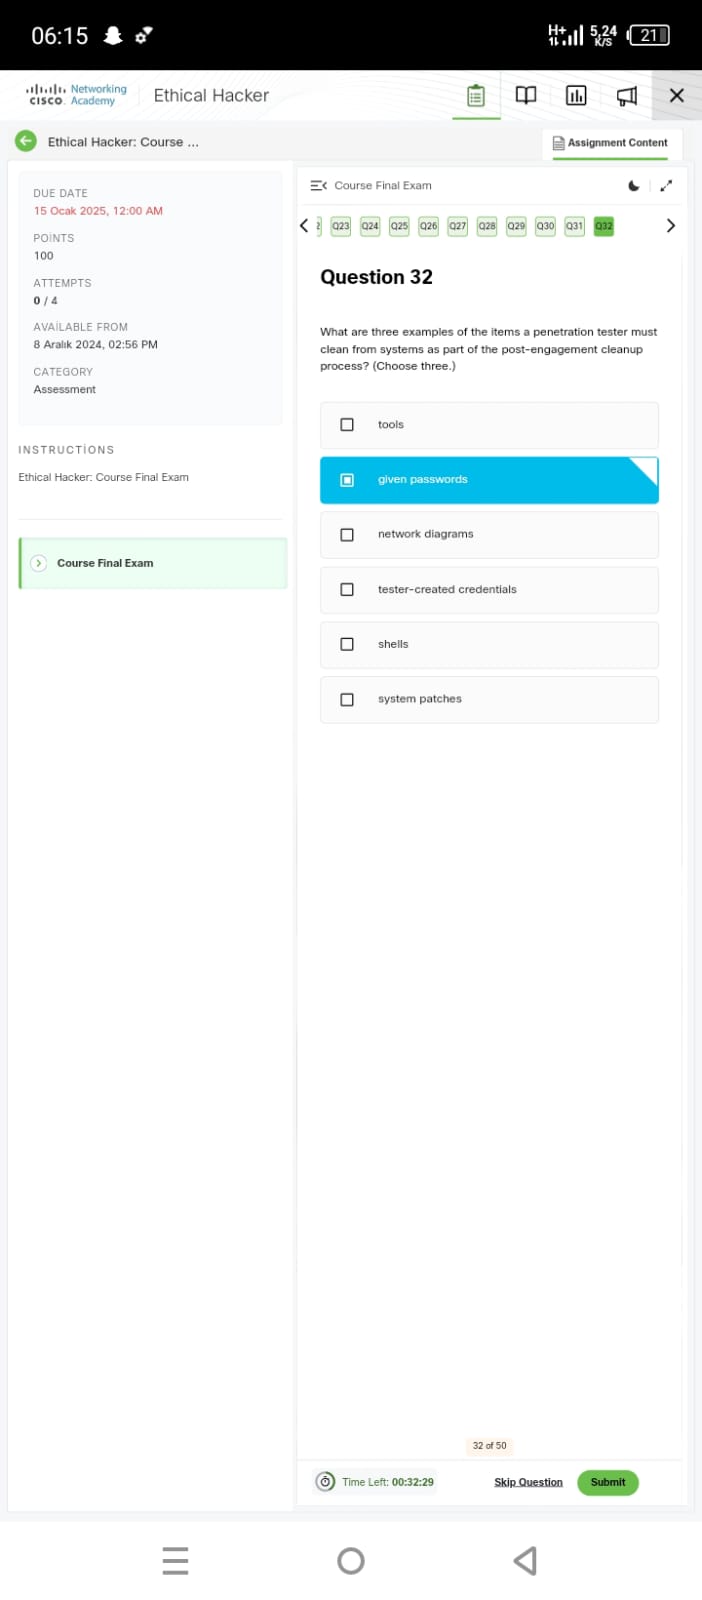 06:15
H+
5,24
K/S
21
CISCO. Networking Academy
Ethical Hacker
Ethical Hacker: Course ...
Assignment Content
DUE DATE
15 Ocak 2025, 12:00 AM
POİNTS
100
ATTEMPTS
0 / 4
AVAİLABLE FROM
8 Aralık 2024, 02:56 PM
CATEGORY
Assessment
INSTRUCTİONS
Ethical Hacker: Course Final Exam
Course Final Exam
Course Final Exam
Q23 Q24 Q25 Q26 Q27 Q28 Q29 Q30 Q31 Q32
Question 32
What are three examples of the items a penetration tester must
clean from systems as part of the post-engagement cleanup
process? (Choose three.)
tools
given passwords
network diagrams
tester-created credentials
shells
system patches
32 of 50
Time Left: 00:32:29
Skip Question
Submit